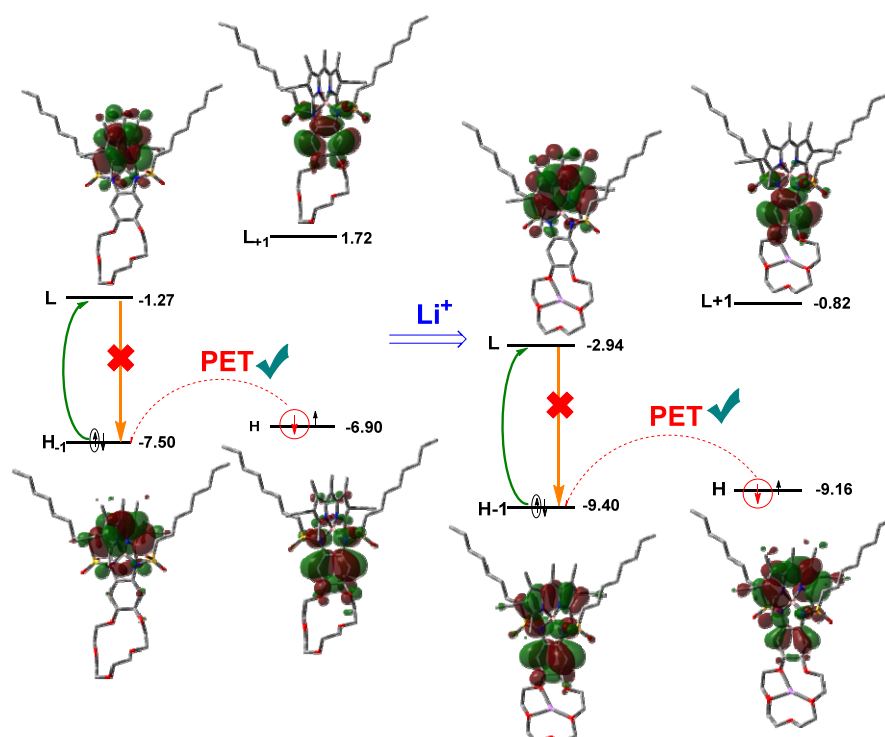 L+1 1.72
L -1.27
Li+
L+1 -0.82
L -2.94
PET
H -6.90
H-1 -7.50
PET
H -9.16
H-1 -9.40